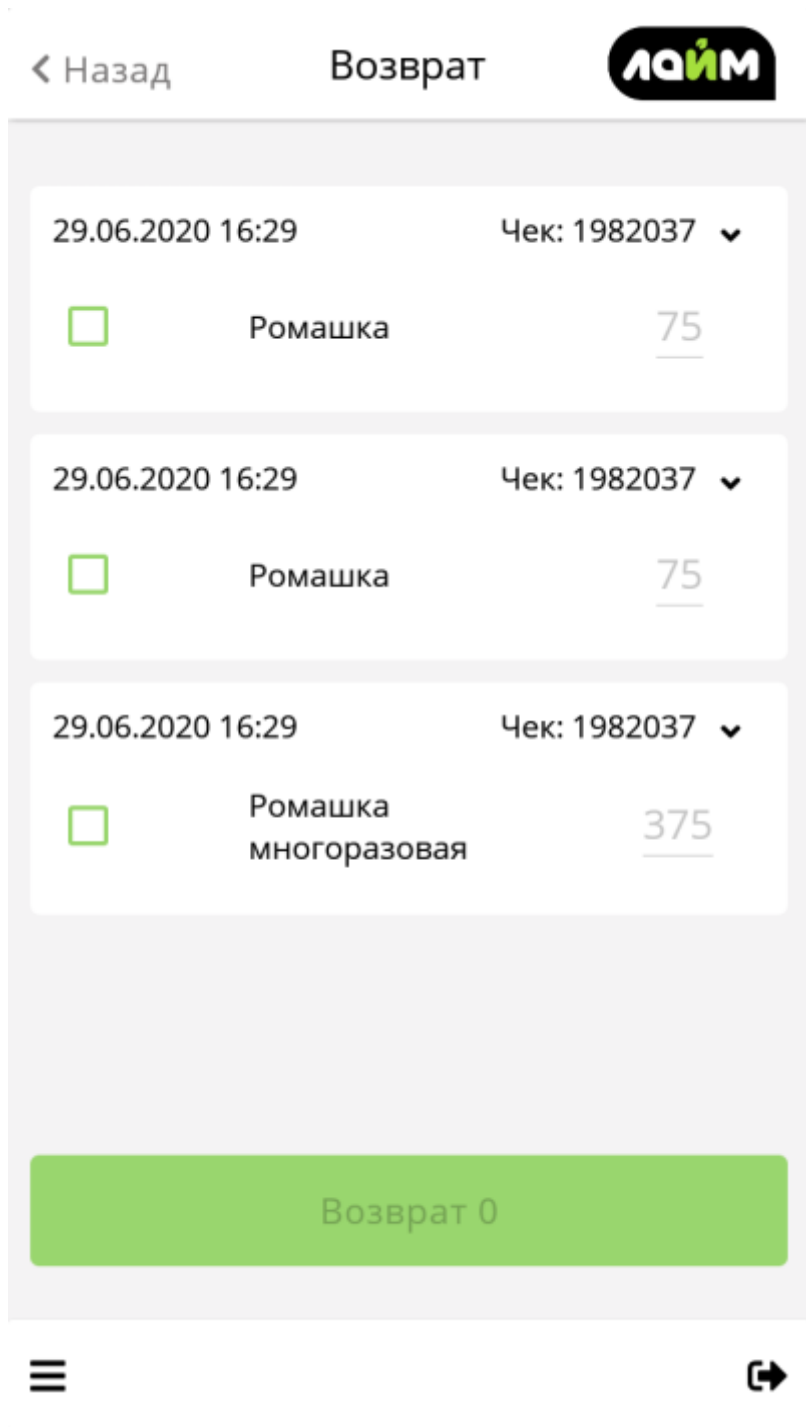 Назад
Возврат
лайм
29.06.2020 16:29
Чек: 1982037
Ромашка
75
29.06.2020 16:29
Чек: 1982037
Ромашка
75
29.06.2020 16:29
Чек: 1982037
Ромашка
многоразовая
375
Возврат 0